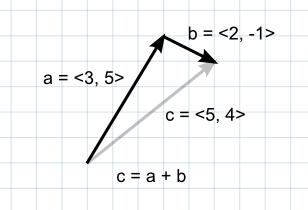 b = <2, -1>
a = <3, 5>
c = <5, 4>
c = a + b